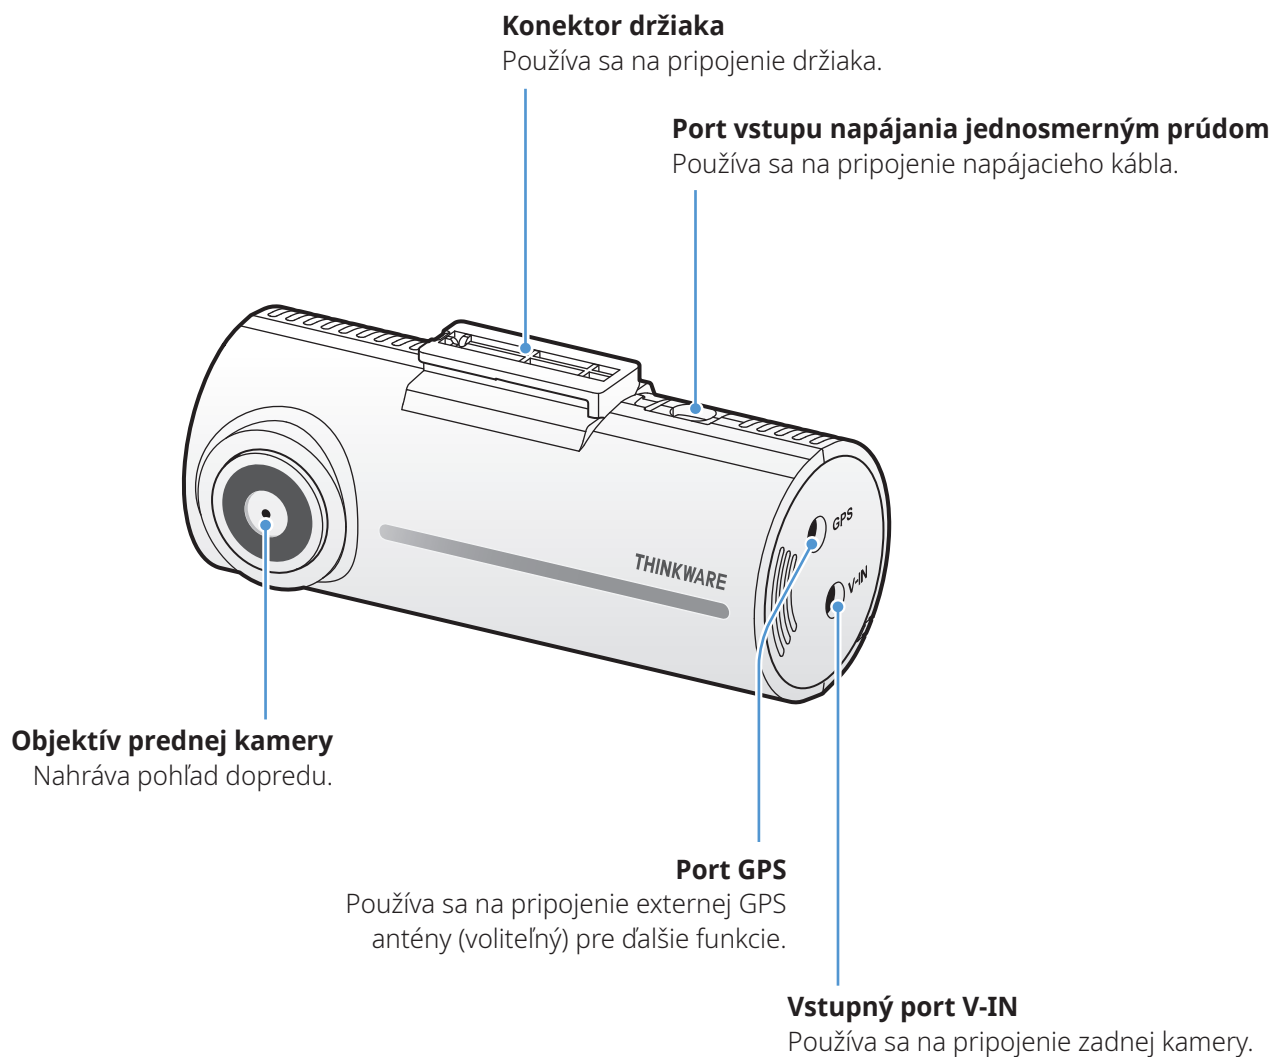 Konektor držiaka
Používa sa na pripojenie držiaka.
Port vstupu napájania jednosmerným prúdom
Používa sa na pripojenie napájacieho kábla.
GPS
V-IN
THINKWARE
Objektív prednej kamery
Nahráva pohľad dopredu.
Port GPS
Používa sa na pripojenie externej GPS
antény (voliteľný) pre ďalšie funkcie.
Vstupný port V-IN
Používa sa na pripojenie zadnej kamery.